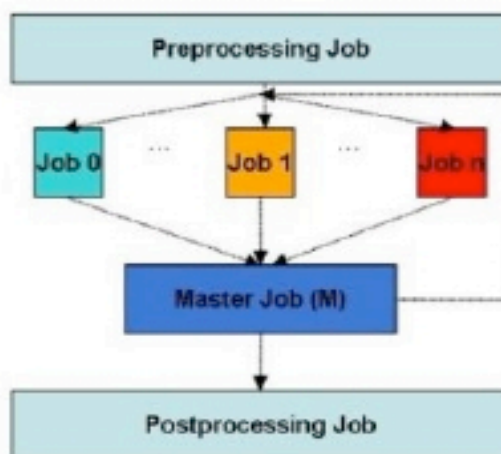 Preprocessing Job
Job 0 ... Job 1 ... Job n
Master Job (M)
Postprocessing Job